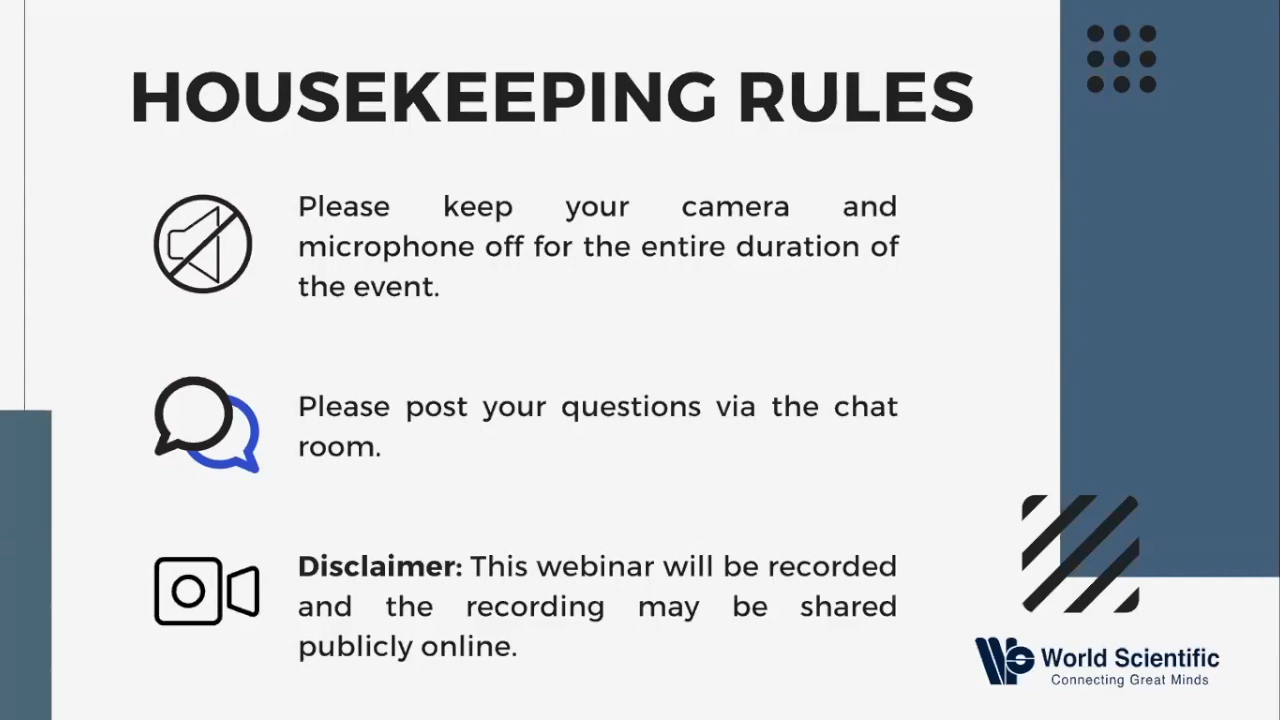 HOUSEKEEPING RULES
Please keep your camera and
microphone off for the entire duration of
the event.
Please post your questions via the chat
room.
Disclaimer: This webinar will be recorded
and the recording may be shared
publicly online.
World Scientific
Connecting Great Minds